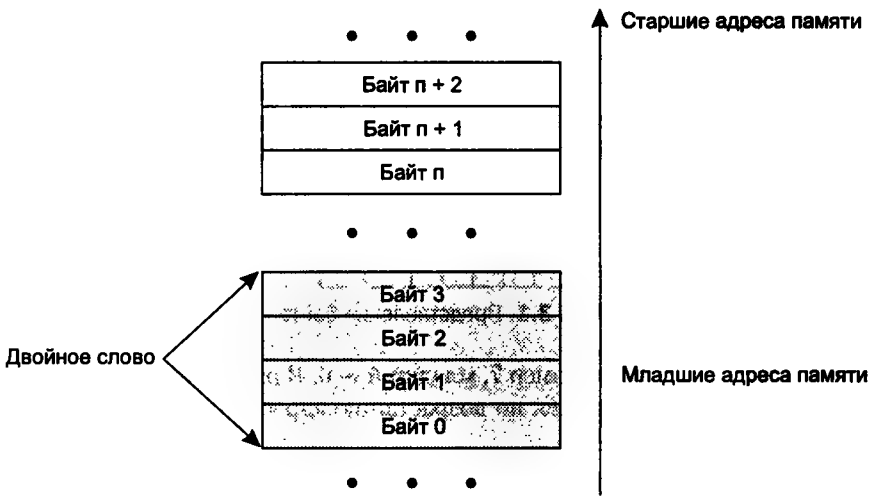 Старшие адреса памяти
Байт n + 2
Байт n + 1
Байт n
Байт 3
Байт 2
Двойное слово
Байт 1
Младшие адреса памяти
Байт 0